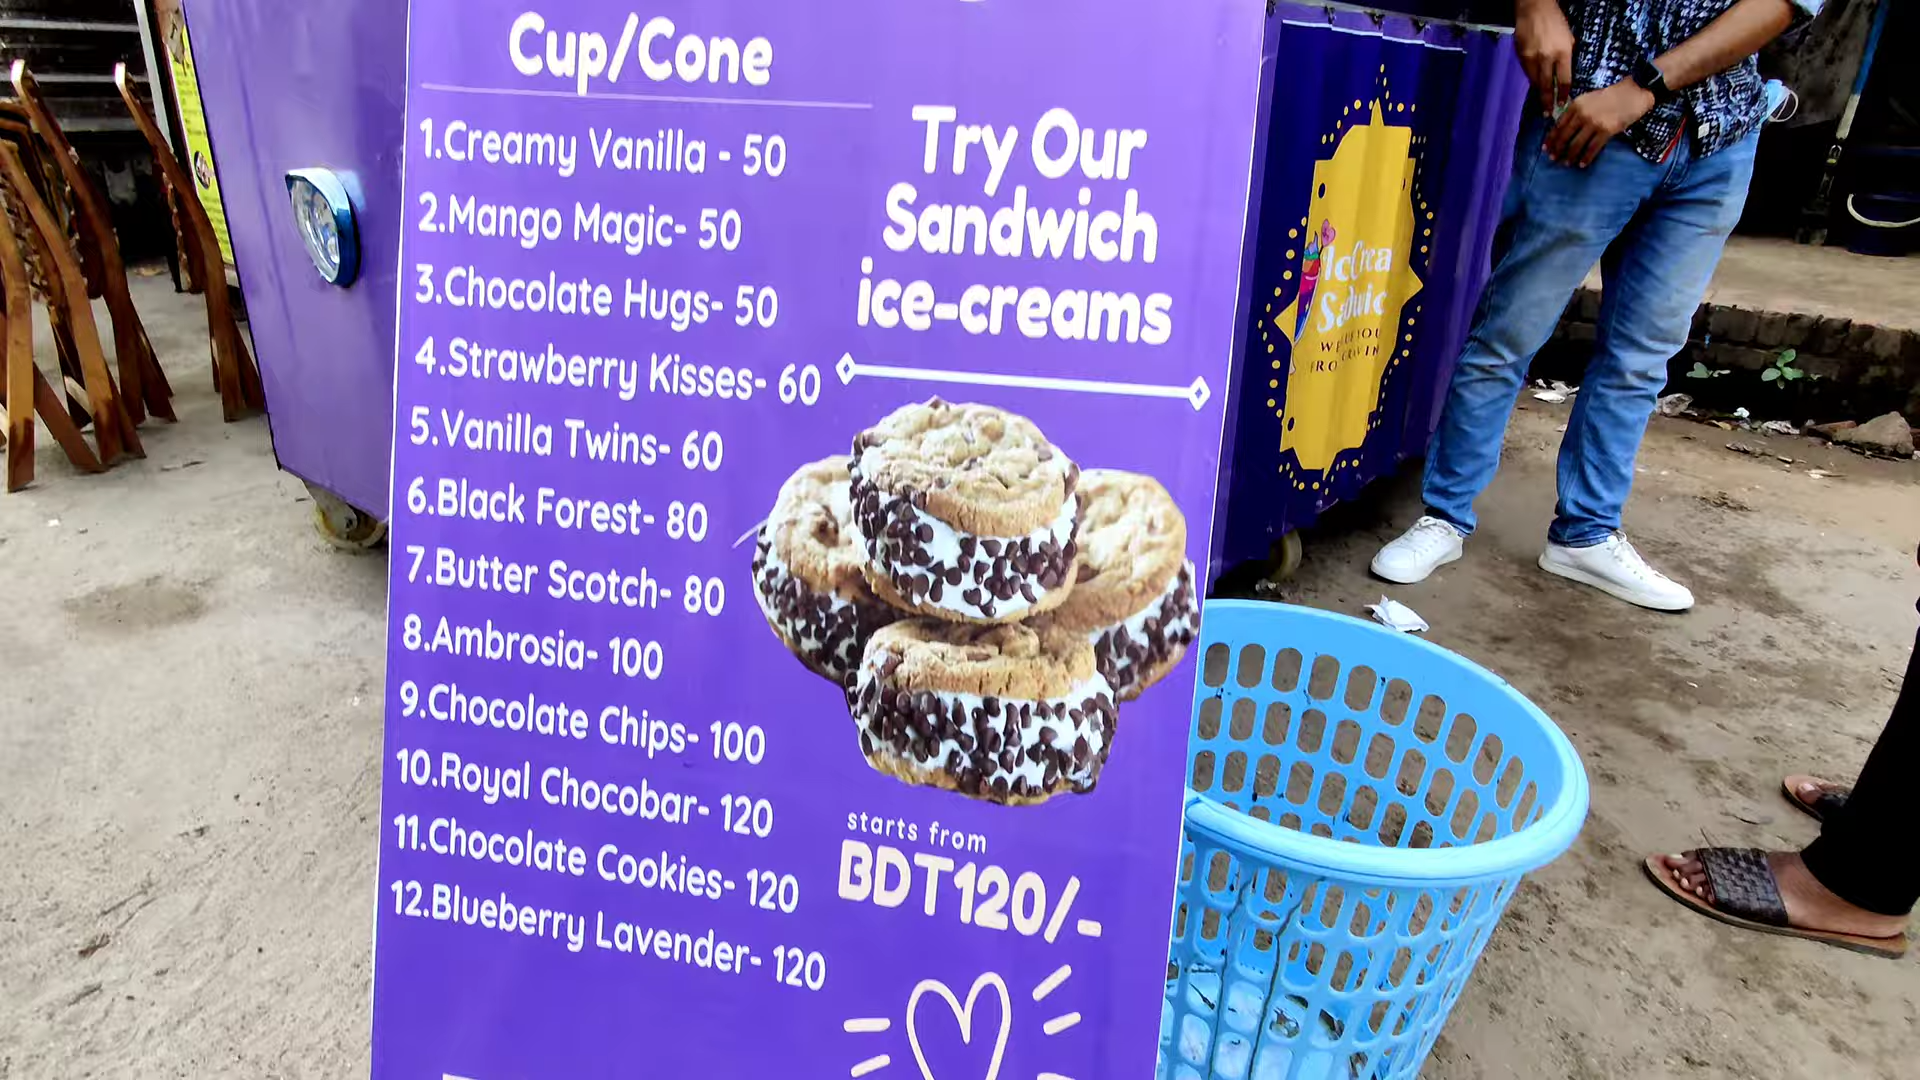 Cup/Cone
1.Creamy Vanilla - 50
2.Mango Magic- 50
3.Chocolate Hugs- 50
4.Strawberry Kisses- 60
5.Vanilla Twins- 60
6.Black Forest- 80
7.Butter Scotch- 80
8.Ambrosia- 100
9.Chocolate Chips- 100
10.Royal Chocobar- 120
11.Chocolate Cookies- 120
12.Blueberry Lavender- 120
Try Our
Sandwich
ice-creams
starts from
BDT120/-